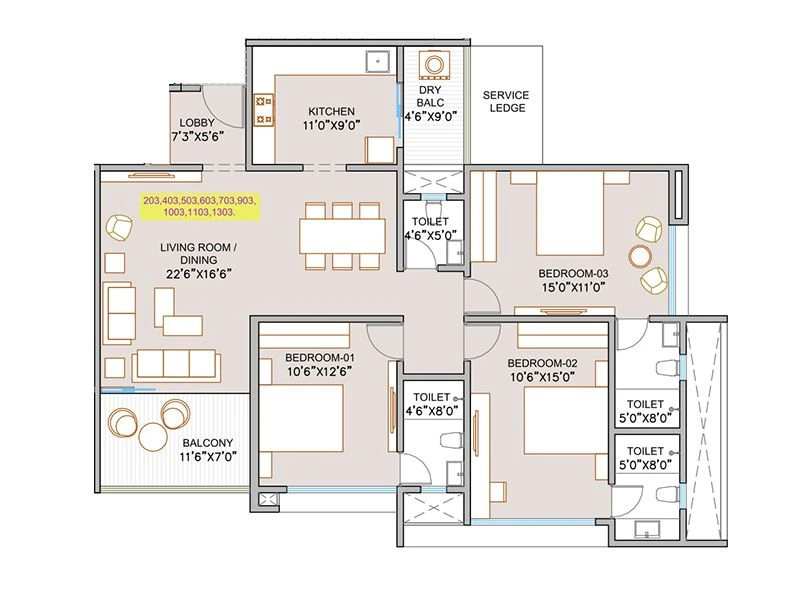 KITCHEN
11'0"X9'0"
DRY
BALC
4'6"X9'0"
SERVICE
LEDGE
LOBBY
7'3"X5'6"
203,403,503,603,703,903,
1003,1103,1303.
LIVING ROOM /
DINING
22'6"X16'6"
TOILET
4'6"X5'0"
BEDROOM-03
15'0"X11'0"
BEDROOM-01
10'6"X12'6"
BEDROOM-02
10'6"X15'0"
TOILET
4'6"X8'0"
TOILET
5'0"X8'0"
BALCONY
11'6"X7'0"
TOILET
5'0"X8'0"